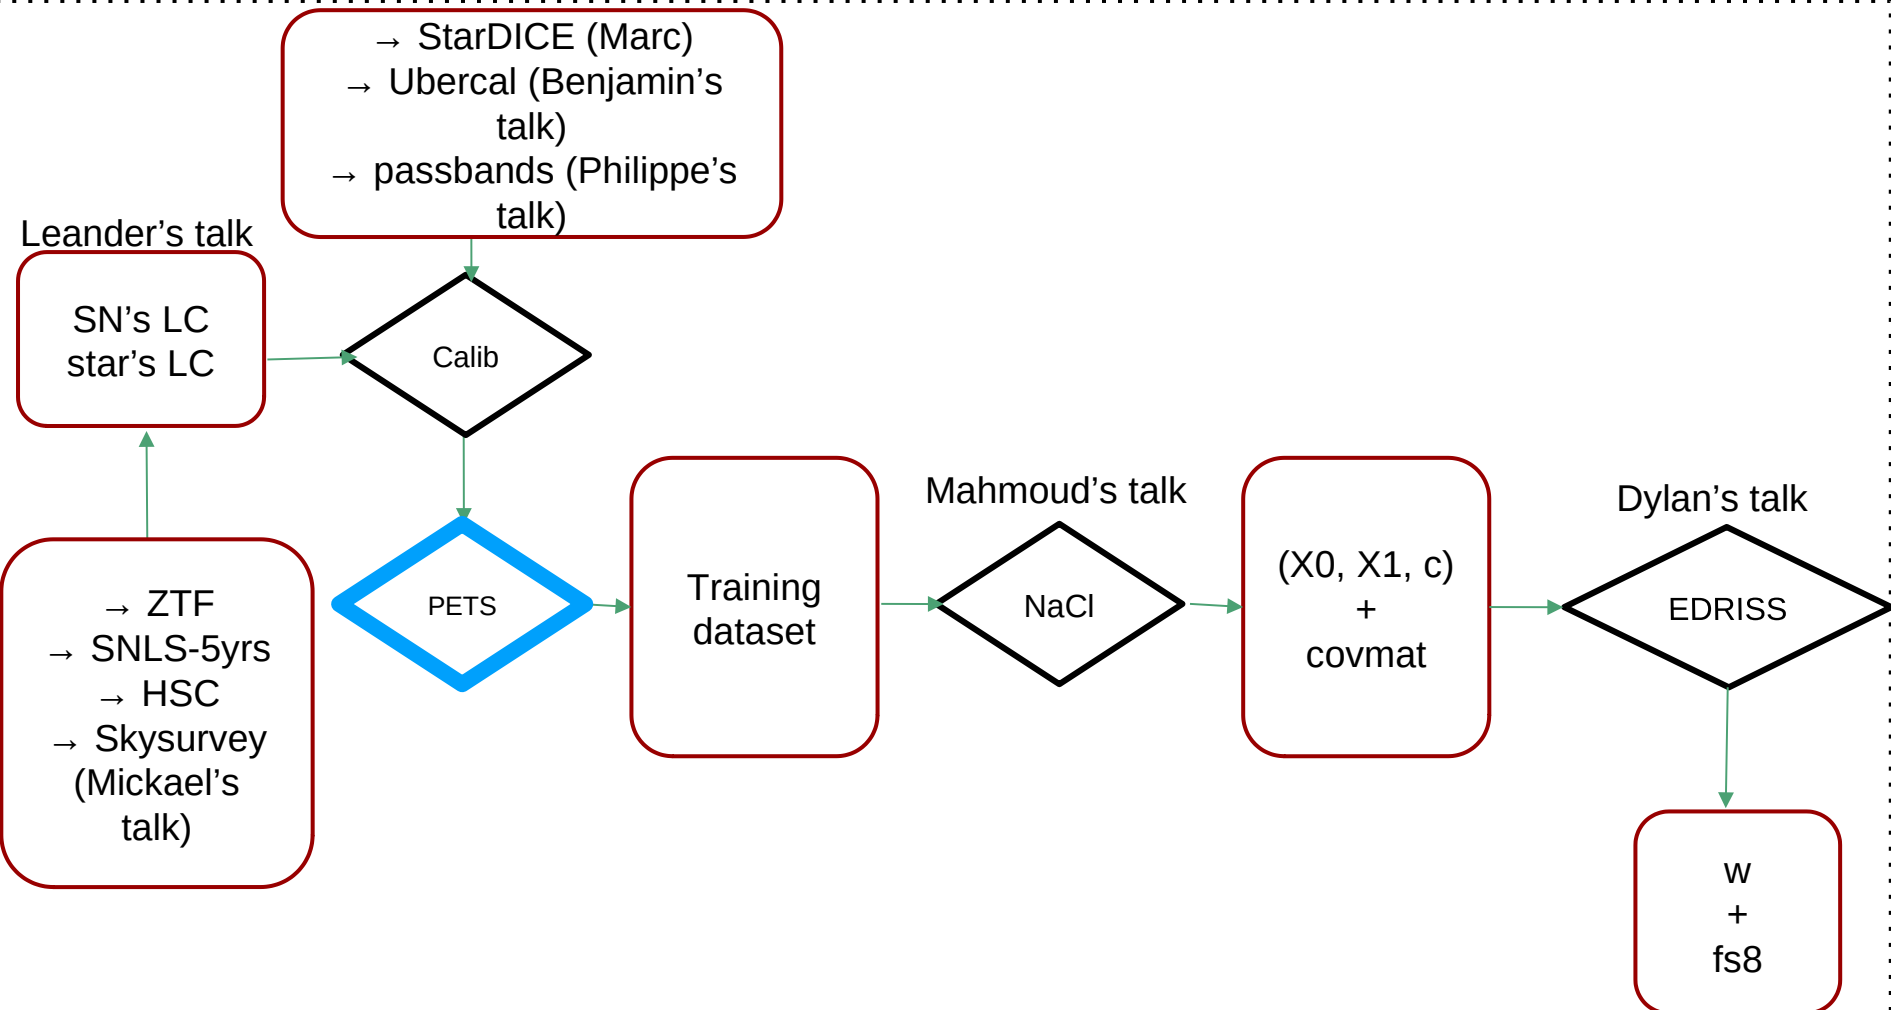 → StarDICE (Marc)
→ Ubercal (Benjamin’s
talk)
→ passbands (Philippe’s
talk)
Leander’s talk
SN’s LC
star’s LC
Calib
→ ZTF
→ SNLS-5yrs
→ HSC
→ Skysurvey
(Mickael’s
talk)
PETS
Training
dataset
Mahmoud’s talk
NaCl
(X0, X1, c)
+
covmat
Dylan’s talk
EDRISS
w
+
fs8